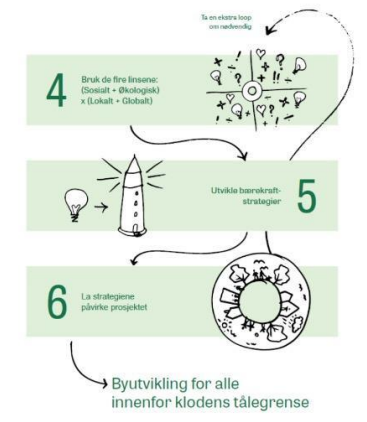 Ta en ekstra loop
om nødvendig
4
Bruk de fire linsene:
(Sosialt + Økologisk)
x (Lokalt + Globalt)
Utvikle bærekraft-
strategier
5
6
La strategiene
påvirke prosjektet
Byutvikling for alle
innenfor klodens tålegrense